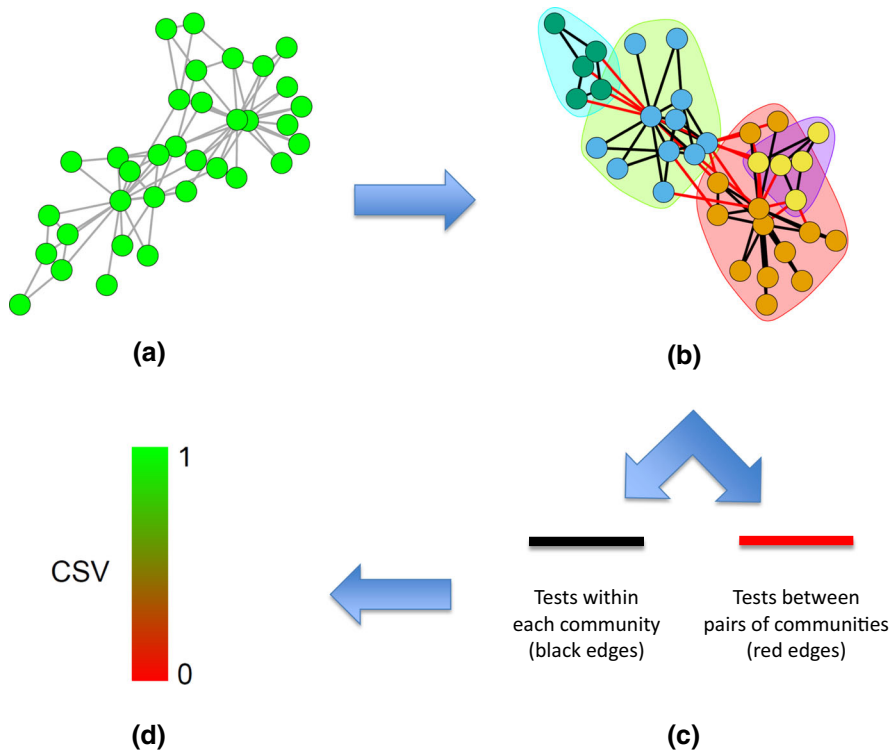 (a)
(b)
CSV
1
0
Tests within
each community
(black edges)
Tests between
pairs of communities
(red edges)
(d)
(c)